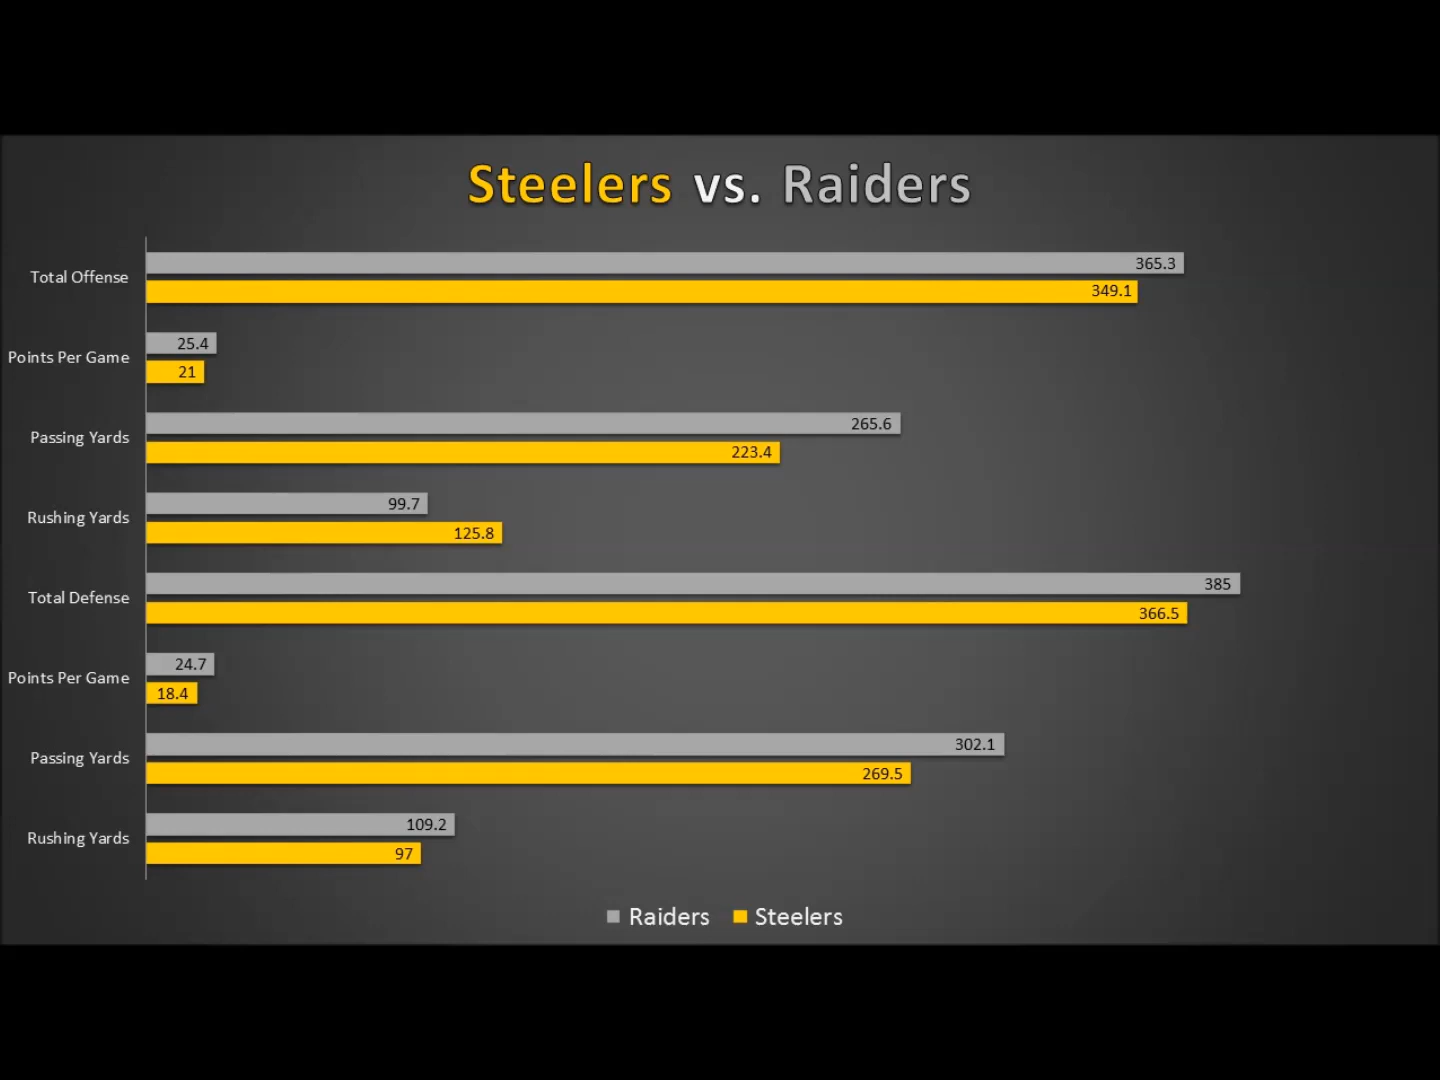 Steelers vs. Raiders
Total Offense
365.3
349.1
Points Per Game
25.4
21
Passing Yards
265.6
223.4
Rushing Yards
99.7
125.8
Total Defense
385
366.5
Points Per Game
24.7
18.4
Passing Yards
302.1
269.5
Rushing Yards
109.2
97
Raiders Steelers